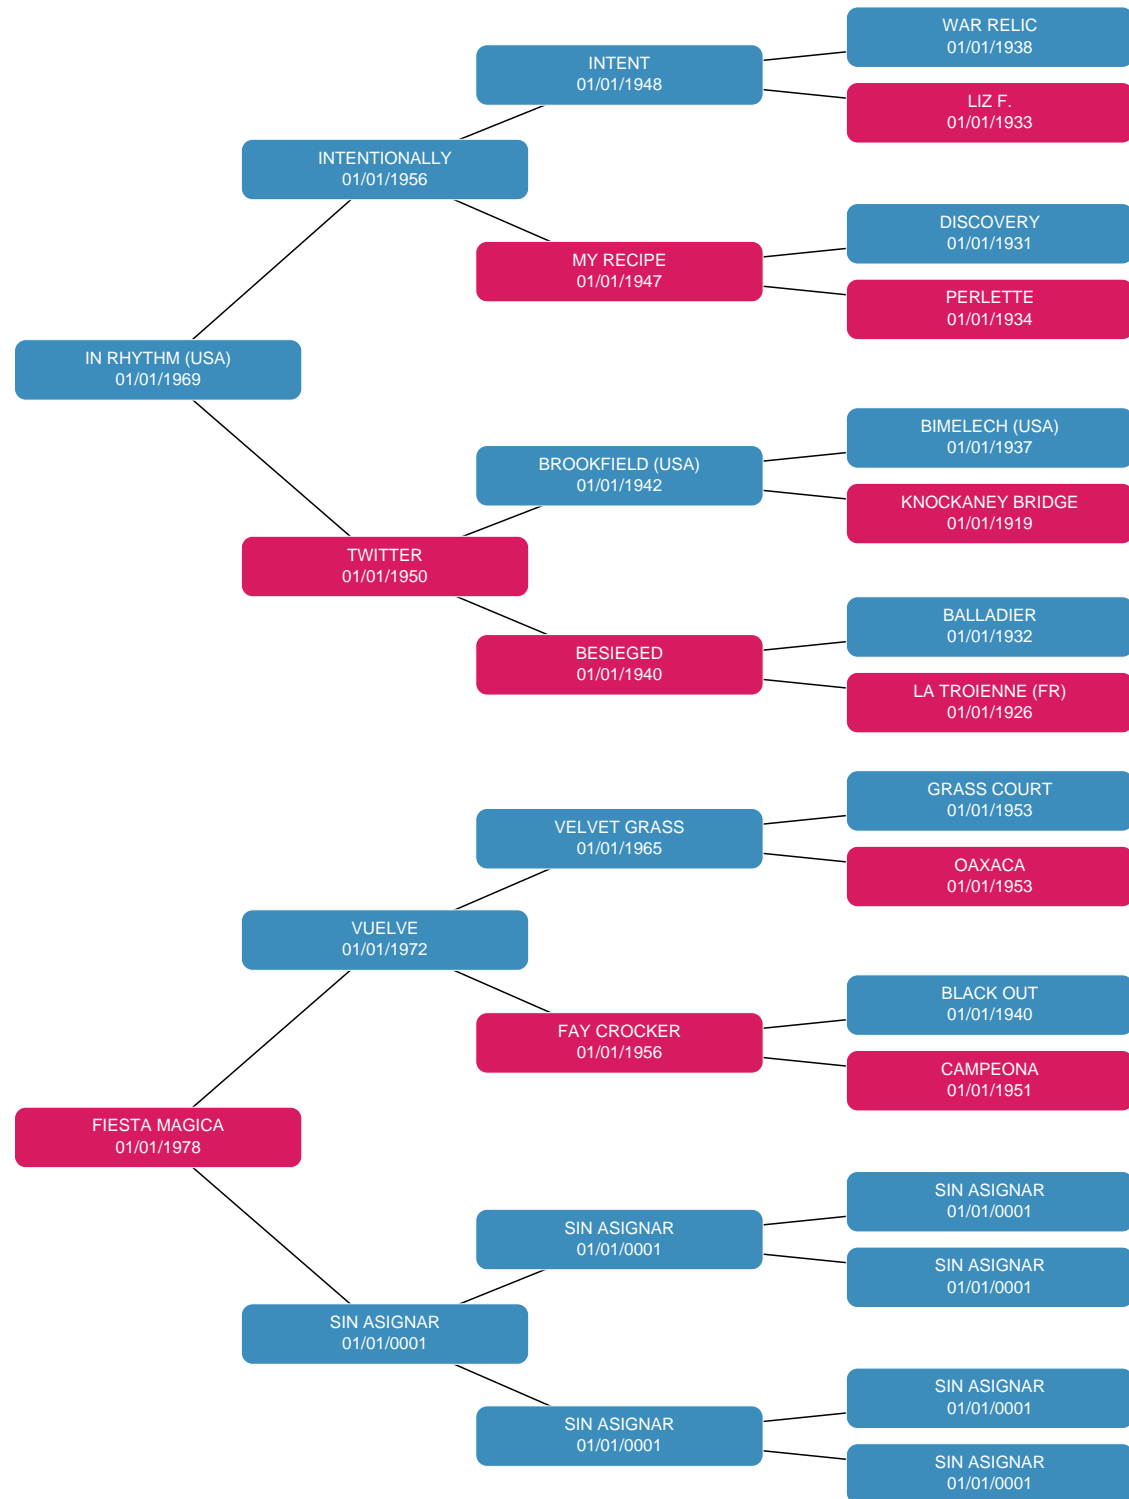 WAR RELIC
01/01/1938
INTENT
01/01/1948
LIZ F.
01/01/1933
INTENTIONALLY
01/01/1956
DISCOVERY
01/01/1931
MY RECIPE
01/01/1947
PERLETTE
01/01/1934
IN RHYTHM (USA)
01/01/1969
BIMELECH (USA)
01/01/1937
BROOKFIELD (USA)
01/01/1942
KNOCKANEY BRIDGE
01/01/1919
TWITTER
01/01/1950
BALLADIER
01/01/1932
BESIEGED
01/01/1940
LA TROIENNE (FR)
01/01/1926
GRASS COURT
01/01/1953
VELVET GRASS
01/01/1965
OAXACA
01/01/1953
VUELVE
01/01/1972
BLACK OUT
01/01/1940
FAY CROCKER
01/01/1956
CAMPEONA
01/01/1951
FIESTA MAGICA
01/01/1978
SIN ASIGNAR
01/01/0001
SIN ASIGNAR
01/01/0001
SIN ASIGNAR
01/01/0001
SIN ASIGNAR
01/01/0001
SIN ASIGNAR
01/01/0001
SIN ASIGNAR
01/01/0001
SIN ASIGNAR
01/01/0001